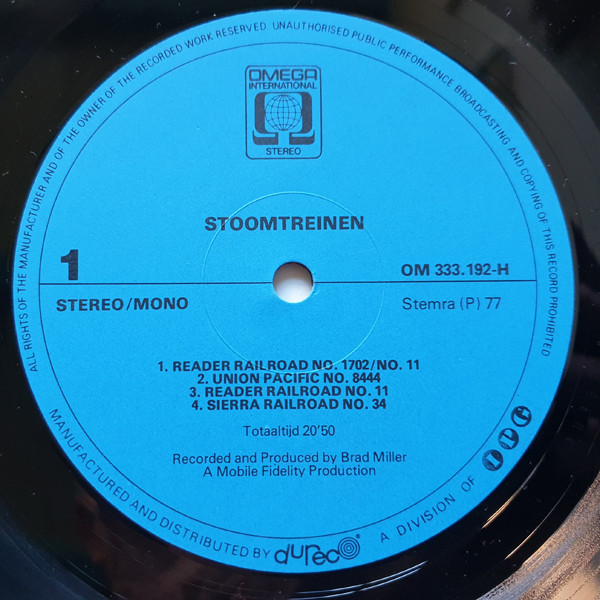 OMEGA
INTERNATIONAL
STEREO
ALL RIGHTS OF THE MANUFACTURER AND OF THE OWNER OF THE RECORDED WORK RESERVED. UNAUTHORISED PUBLIC PERFORMANCE BROADCASTING AND COPYING OF THIS RECORD PROHIBITED
STOOMTREINEN
1
OM 333.192-H
STEREO/MONO
Stemra (P) 77
1. READER RAILROAD NO. 1702/NO. 11
2. UNION PACIFIC NO. 8444
3. READER RAILROAD NO. 11
4. SIERRA RAILROAD NO. 34
Totaaltijd 20'50
Recorded and Produced by Brad Miller
A Mobile Fidelity Production
MANUFACTURED AND DISTRIBUTED BY dureco A DIVISION OF